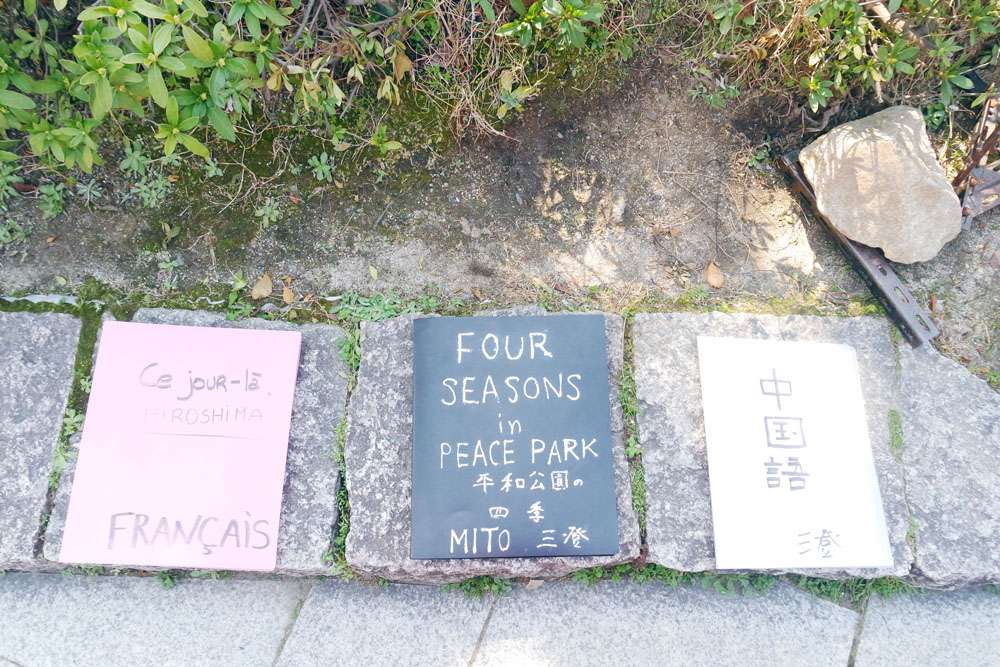 Ce jour-là,
HIROSHIMA
FRANÇAIS
FOUR
SEASONS
in
PEACE PARK
平和公園の
四季
MITO 三登
中
国
語
三登